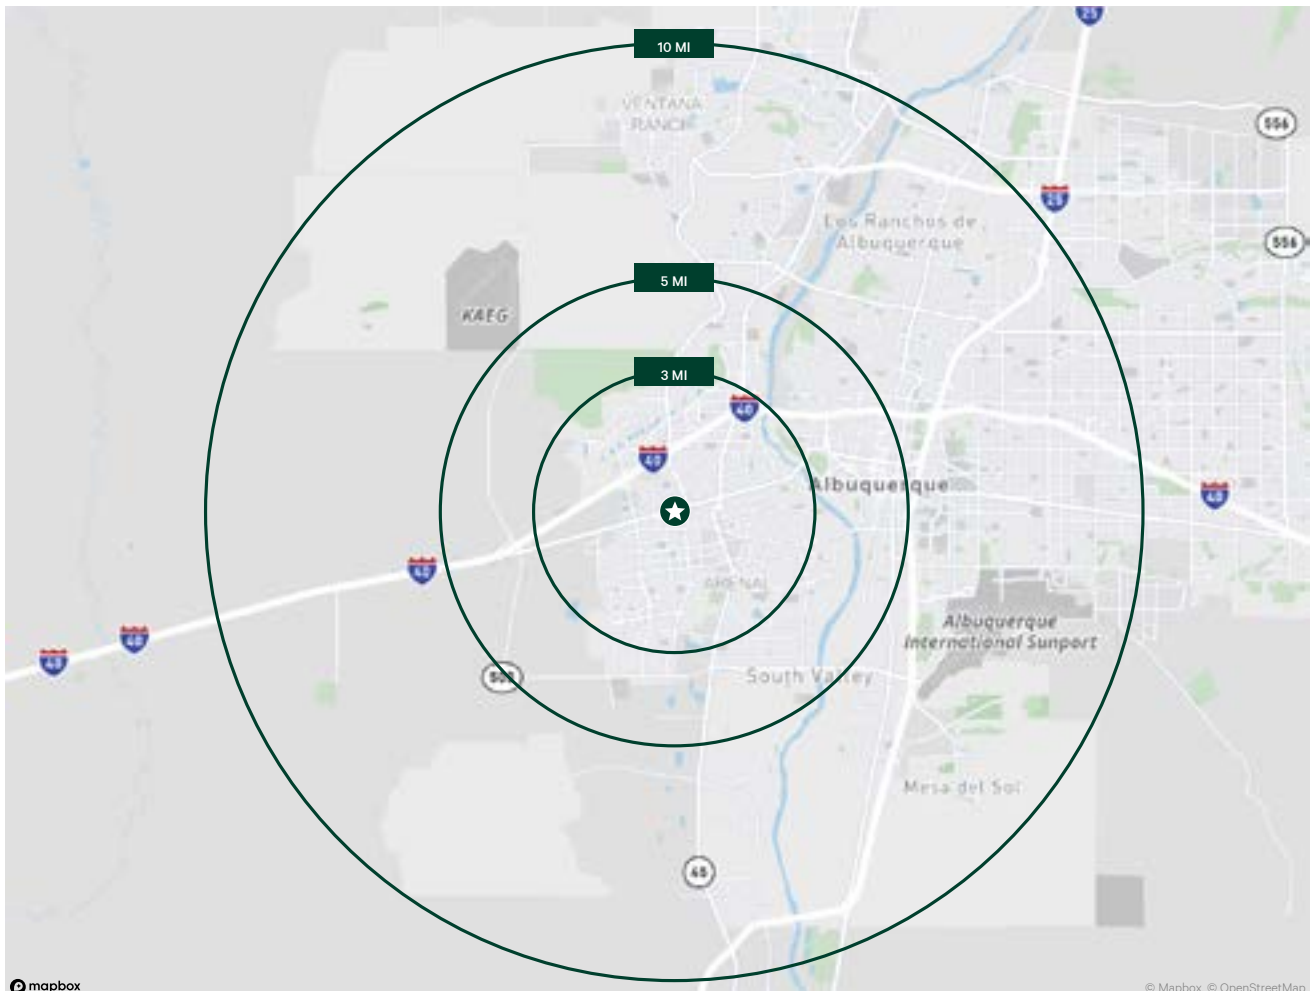 25
10 MI
VENTANA
RANCH
556
25
Los Ranchos de
Albuquerque
556
5 MI
KAEG
3 MI
40
40
Albuquerque
40
40
ARENAL
Albuquerque
International Sunport
40
40
South Valley
500
Mesa del Sol
45
mapbox
© Mapbox, © OpenStreetMap